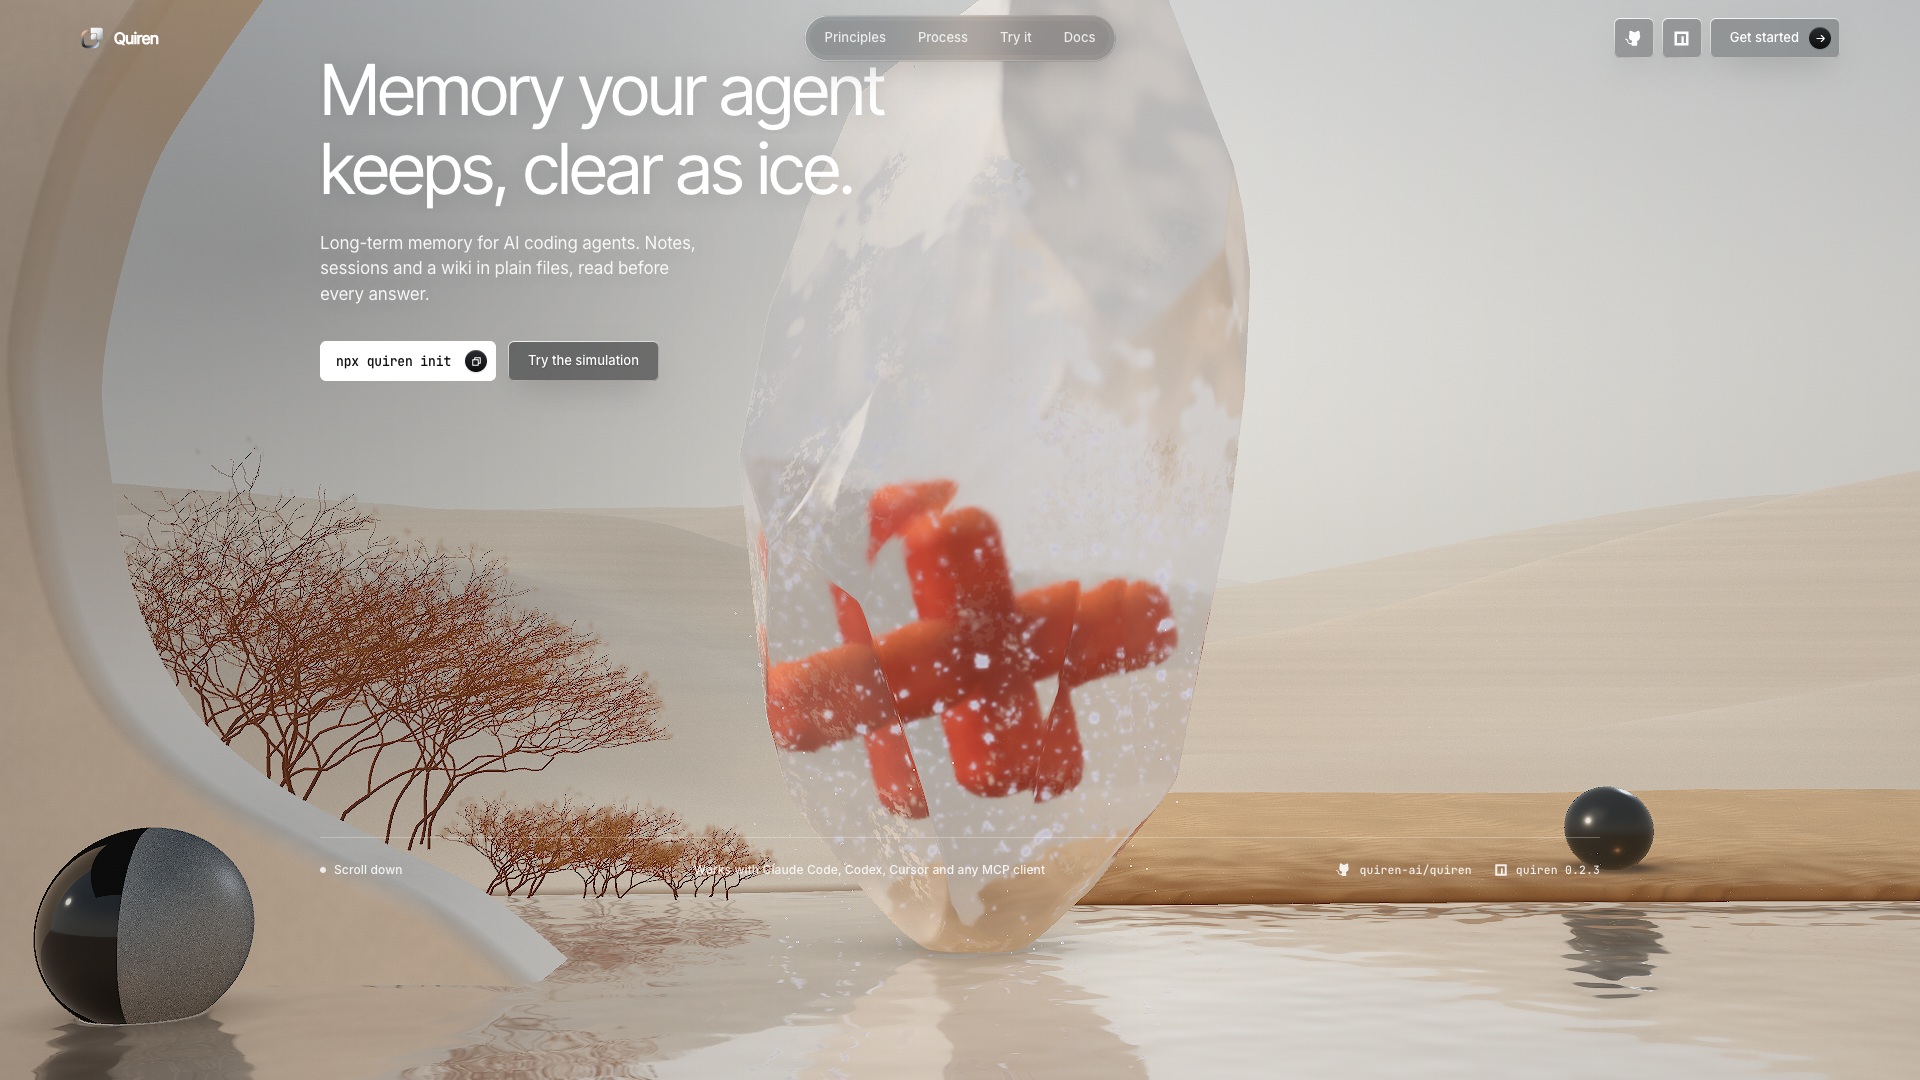 Quiren
Principles
Process
Try it
Docs
Get started
Memory your agent
keeps, clear as ice.
Long-term memory for AI coding agents. Notes,
sessions and a wiki in plain files, read before
every answer.
npx quiren init
Try the simulation
Scroll down
Works with Claude Code, Codex, Cursor and any MCP client
quiren-ai/quiren
quiren 0.2.3